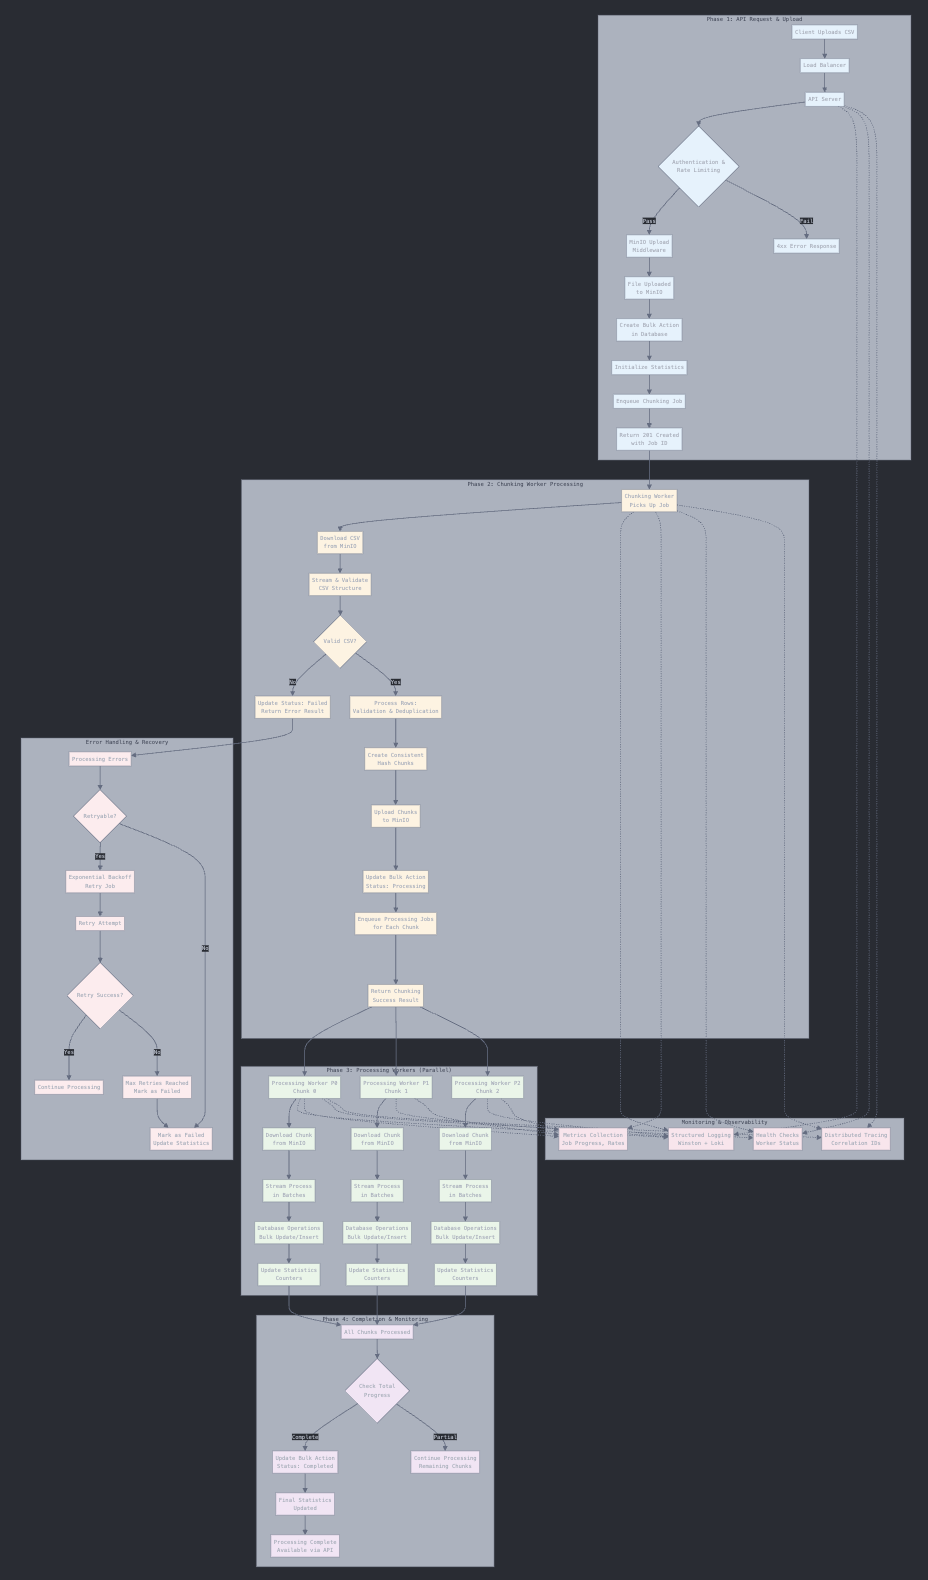 Phase 1: API Request & Upload
Client Uploads CSV
Load Balancer
API Server
Authentication &
Rate Limiting
Pass
Fail
MinIO Upload
Middleware
4xx Error Response
File Uploaded
to MinIO
Create Bulk Action
in Database
Initialize Statistics
Enqueue Chunking Job
Return 201 Created
with Job ID
Phase 2: Chunking Worker Processing
Chunking Worker
Picks Up Job
Download CSV
from MinIO
Stream & Validate
CSV Structure
Valid CSV?
No
Yes
Update Status: Failed
Return Error Result
Process Rows:
Validation & Deduplication
Create Consistent
Hash Chunks
Upload Chunks
to MinIO
Update Bulk Action
Status: Processing
Enqueue Processing Jobs
for Each Chunk
Return Chunking
Success Result
Error Handling & Recovery
Processing Errors
Retryable?
Yes
No
Exponential Backoff
Retry Job
Retry Attempt
Retry Success?
Yes
No
Continue Processing
Max Retries Reached
Mark as Failed
Mark as Failed
Update Statistics
Phase 3: Processing Workers (Parallel)
Processing Worker P0
Chunk 0
Processing Worker P1
Chunk 1
Processing Worker P2
Chunk 2
Download Chunk
from MinIO
Download Chunk
from MinIO
Download Chunk
from MinIO
Stream Process
in Batches
Stream Process
in Batches
Stream Process
in Batches
Database Operations
Bulk Update/Insert
Database Operations
Bulk Update/Insert
Database Operations
Bulk Update/Insert
Update Statistics
Counters
Update Statistics
Counters
Update Statistics
Counters
Monitoring & Observability
Metrics Collection
Job Progress, Rates
Structured Logging
Winston + Loki
Health Checks
Worker Status
Distributed Tracing
Correlation IDs
Phase 4: Completion & Monitoring
All Chunks Processed
Check Total
Progress
Complete
Partial
Update Bulk Action
Status: Completed
Continue Processing
Remaining Chunks
Final Statistics
Updated
Processing Complete
Available via API